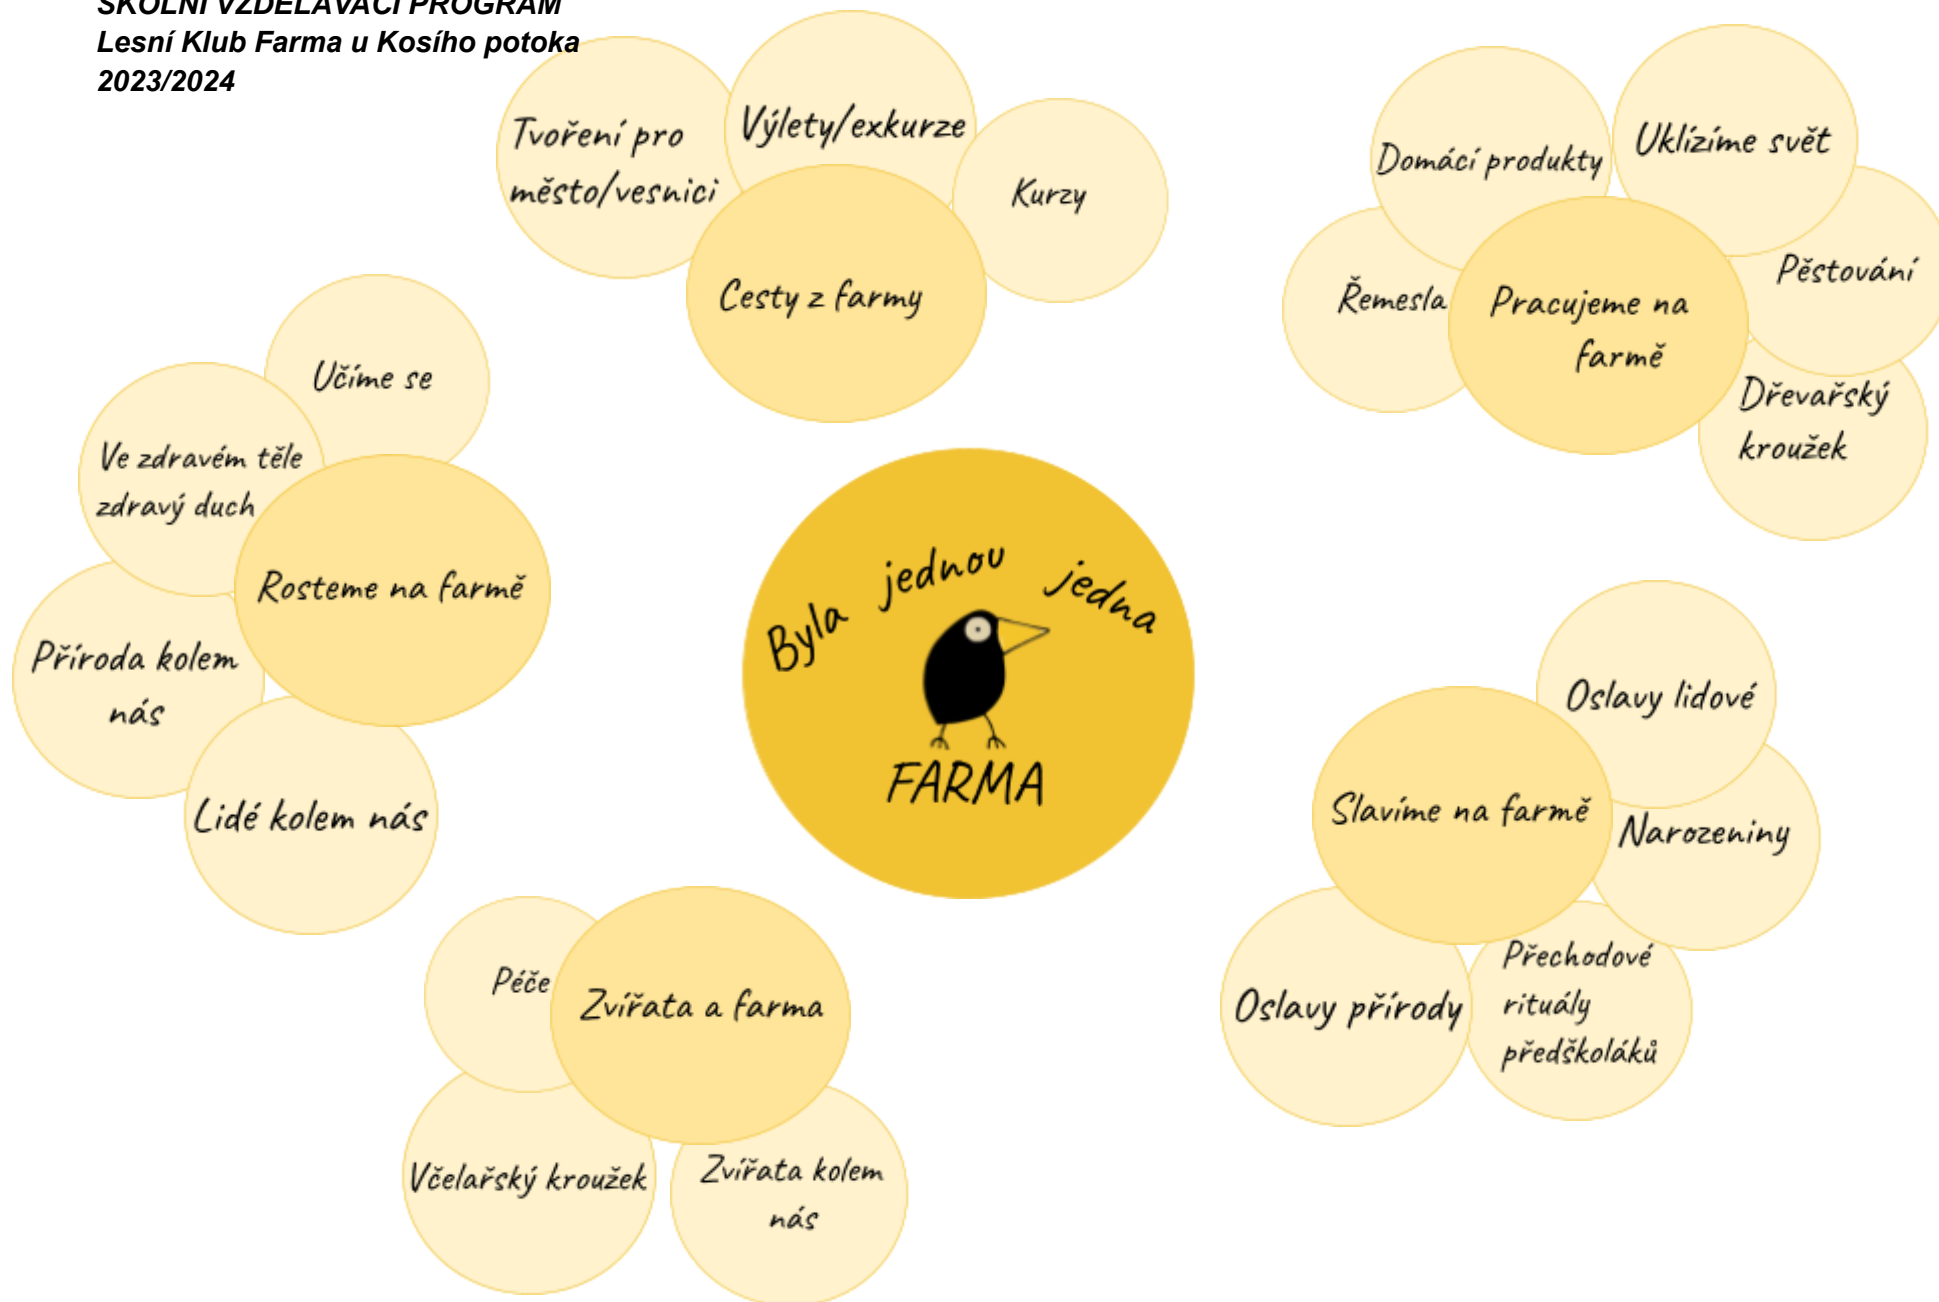 ŠKOLNÍ VZDĚLÁVACÍ PROGRAM
Lesní Klub Farma u Kosího potoka
2023/2024
Tvoření pro
město/vesnici
Výlety/exkurze
Kurzy
Cesty z farmy
Domácí produkty
Uklízíme svět
Pěstování
Řemesla
Pracujeme na
farmě
Dřevařský
kroužek
Učíme se
Ve zdravém těle
zdravý duch
Rosteme na farmě
Příroda kolem
nás
Lidé kolem nás
Byla jednou jedna
FARMA
Oslavy lidové
Slavíme na farmě
Narozeniny
Přechodové
rituály
předškoláků
Oslavy přírody
Péče
Zvířata a farma
Včelařský kroužek
Zvířata kolem
nás